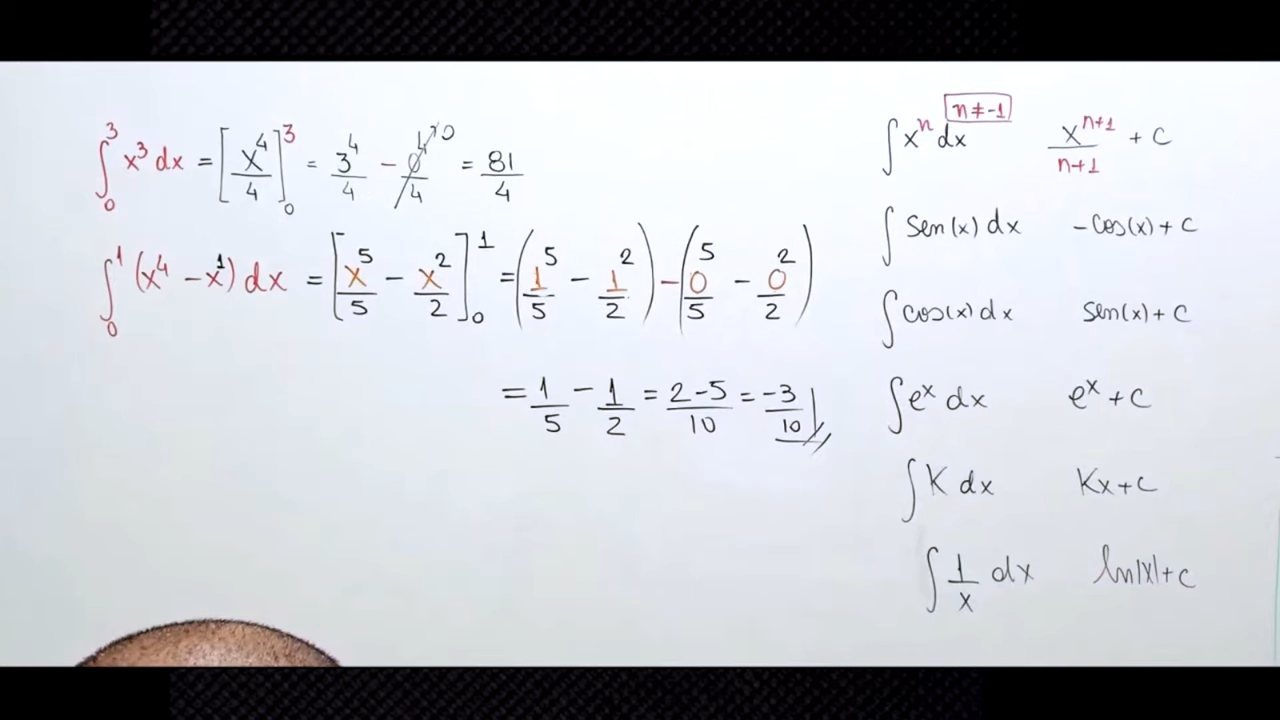 ∫₀³ x³ dx = [x⁴/4]₀³ = 3⁴/4 − 0⁴/4 →0 = 81/4
∫₀¹ (x⁴ − x¹) dx = [x⁵/5 − x²/2]₀¹ = (1⁵/5 − 1²/2) − (0⁵/5 − 0²/2)
= 1/5 − 1/2 = 2−5/10 = −3/10
n≠−1
∫ xⁿ dx xⁿ⁺¹/n+1 + C
∫ Sen(x) dx −Cos(x) + C
∫ cos(x) dx Sen(x) + C
∫ eˣ dx eˣ + C
∫ K dx Kx + C
∫ 1/x dx ln|x| + C